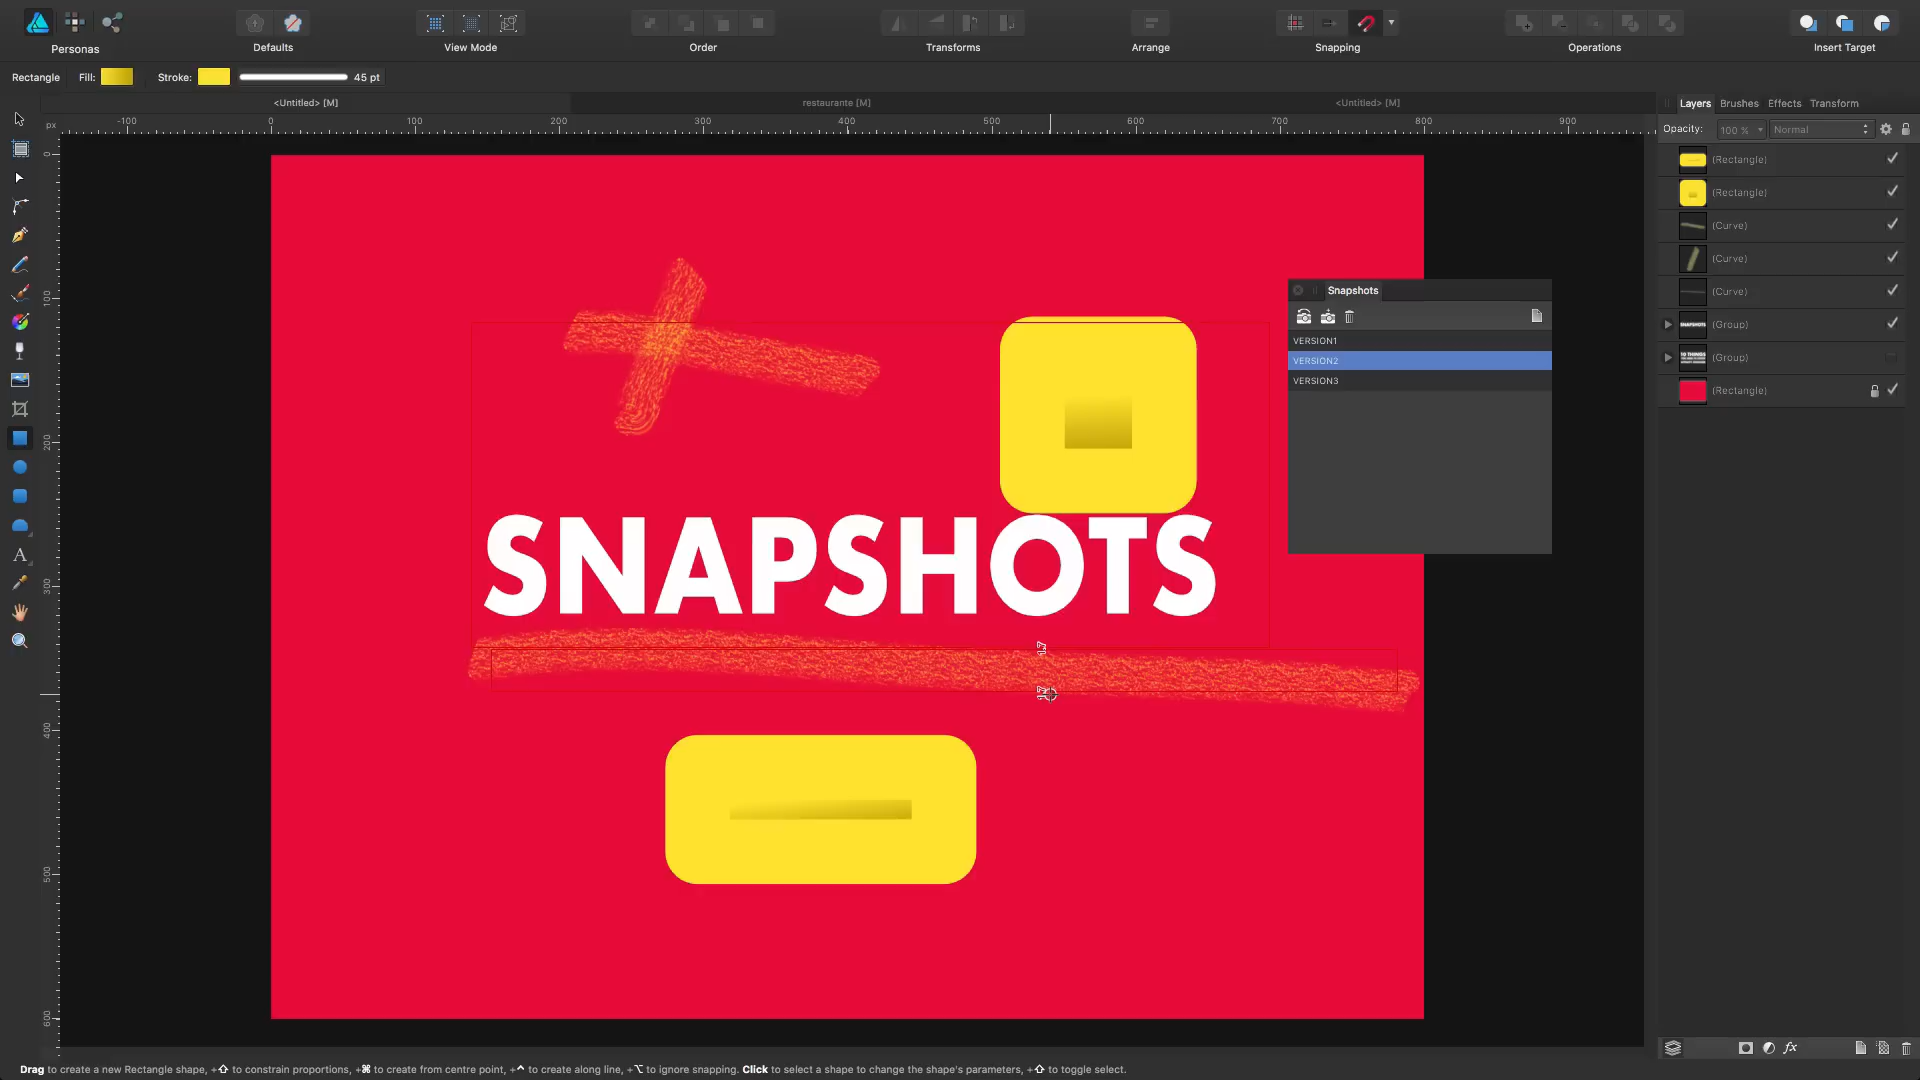 Personas
Defaults
View Mode
Order
Transforms
Arrange
Snapping
Operations
Insert Target
Rectangle Fill: Stroke: 45 pt
<Untitled> [M]
restaurante [M]
<Untitled> [M]
px
-100 0 100 200 300 400 500 600 700 800 900
0
100
200
300
400
500
600
Layers Brushes Effects Transform
Opacity: 100 % Normal
(Rectangle)
(Rectangle)
(Curve)
(Curve)
(Curve)
SNAPSHOTS (Group)
10 THINGS (Group)
(Rectangle)
Snapshots
VERSION1
VERSION2
VERSION3
SNAPSHOTS
A
fx
Drag to create a new Rectangle shape, +⇧ to constrain proportions, +⌘ to create from centre point, +^ to create along line, +⌥ to ignore snapping. Click to select a shape to change the shape's parameters, +⇧ to toggle select.